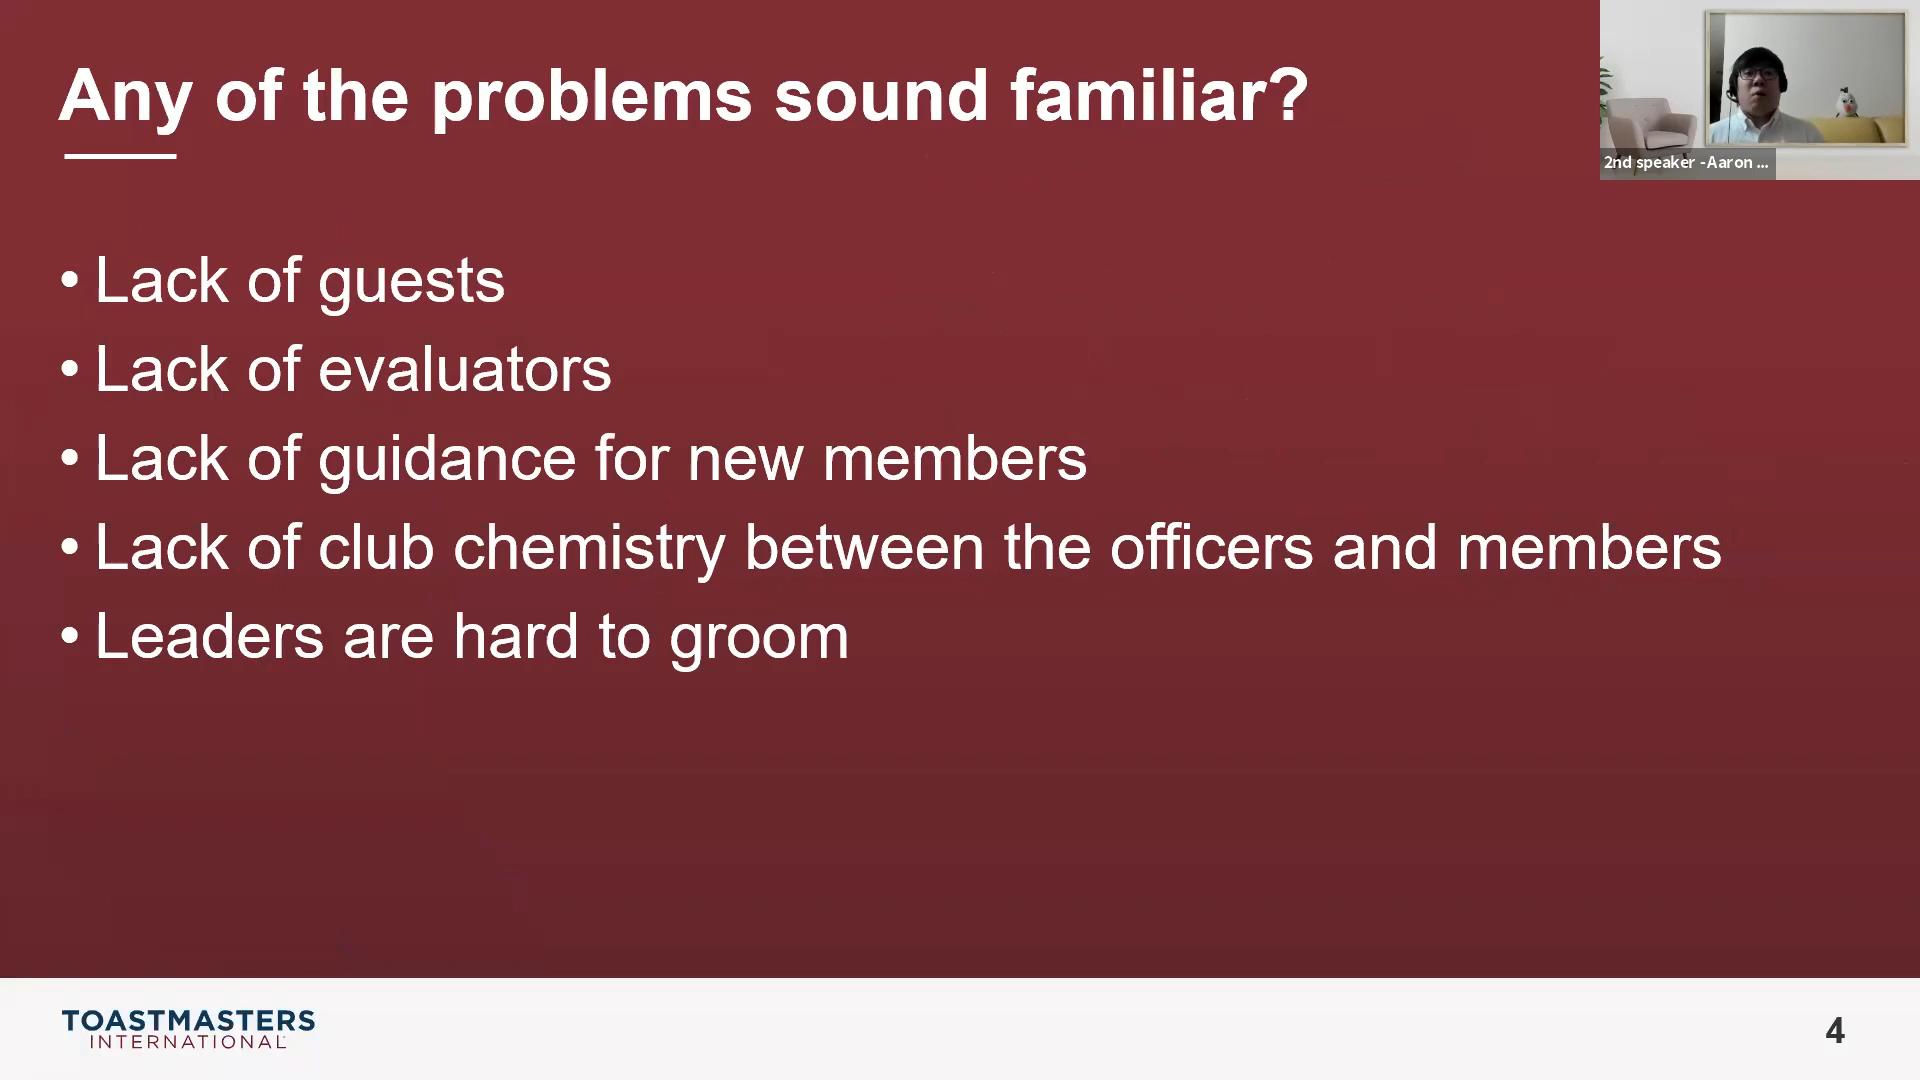 Any of the problems sound familiar?
2nd speaker -Aaron ...
• Lack of guests
• Lack of evaluators
• Lack of guidance for new members
• Lack of club chemistry between the officers and members
• Leaders are hard to groom
TOASTMASTERS
INTERNATIONAL
4